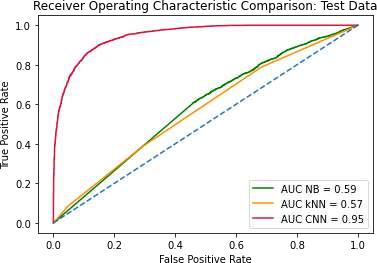 Receiver Operating Characteristic Comparison: Test Data
True Positive Rate
1.0
0.8
0.6
0.4
0.2
0.0
AUC NB = 0.59
AUC kNN = 0.57
AUC CNN = 0.95
0.0 0.2 0.4 0.6 0.8 1.0
False Positive Rate